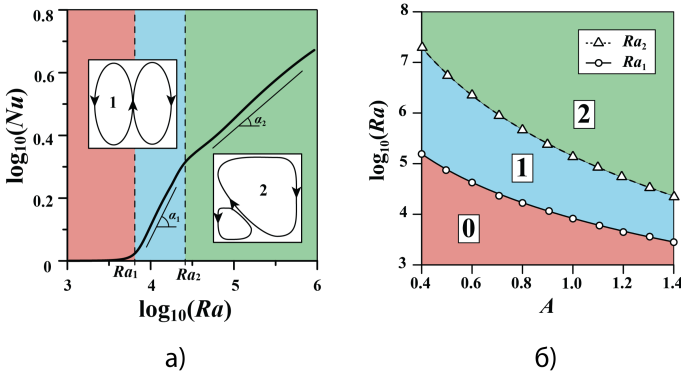 0.8
0.6
0.4
0.2
0
log₁₀(Nu)
1
α₁
α₂
2
3
Ra₁
4
Ra₂
5
6
log₁₀(Ra)
а)
8
7
6
5
4
3
log₁₀(Ra)
Ra₂
Ra₁
2
1
0
0.4 0.6 0.8 1.0 1.2 1.4
A
б)